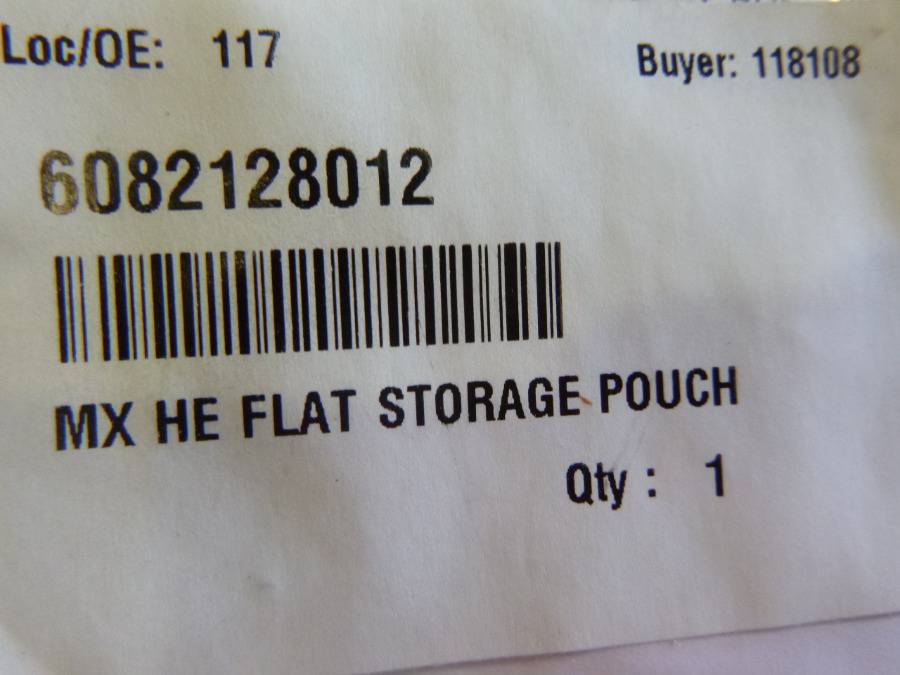 Loc/OE: 117 Buyer: 118108
6082128012
MX HE FLAT STORAGE POUCH
Qty : 1